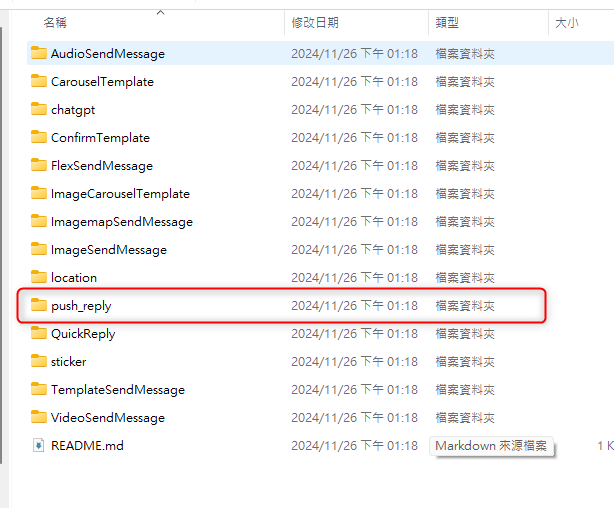 名稱 修改日期 類型 大小
AudioSendMessage 2024/11/26 下午 01:18 檔案資料夾
CarouselTemplate 2024/11/26 下午 01:18 檔案資料夾
chatgpt 2024/11/26 下午 01:18 檔案資料夾
ConfirmTemplate 2024/11/26 下午 01:18 檔案資料夾
FlexSendMessage 2024/11/26 下午 01:18 檔案資料夾
ImageCarouselTemplate 2024/11/26 下午 01:18 檔案資料夾
ImagemapSendMessage 2024/11/26 下午 01:18 檔案資料夾
ImageSendMessage 2024/11/26 下午 01:18 檔案資料夾
location 2024/11/26 下午 01:18 檔案資料夾
push_reply 2024/11/26 下午 01:18 檔案資料夾
QuickReply 2024/11/26 下午 01:18 檔案資料夾
sticker 2024/11/26 下午 01:18 檔案資料夾
TemplateSendMessage 2024/11/26 下午 01:18 檔案資料夾
VideoSendMessage 2024/11/26 下午 01:18 檔案資料夾
README.md 2024/11/26 下午 01:18 Markdown 來源檔案 1 K